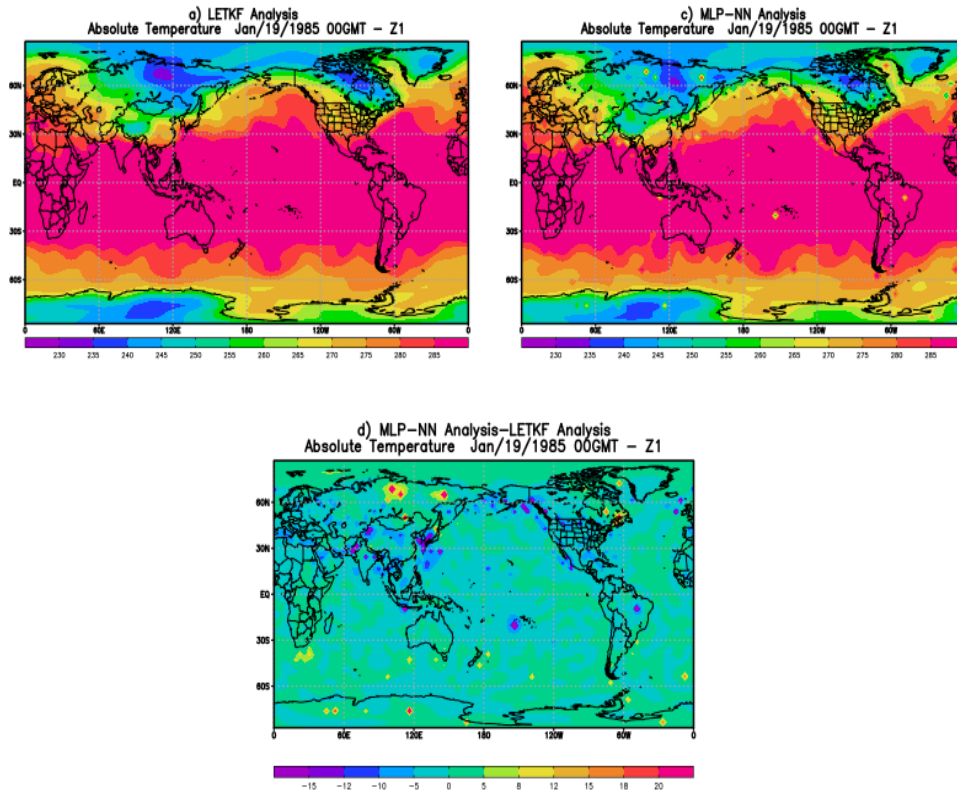 a) LETKF Analysis
Absolute Temperature Jan/19/1985 00GMT – Z1
60N
30N
EQ
30S
60S
0 60E 120E 180 120W 60W 0
230 235 240 245 250 255 260 265 270 275 280 285
c) MLP–NN Analysis
Absolute Temperature Jan/19/1985 00GMT – Z1
60N
30N
EQ
30S
60S
0 60E 120E 180 120W 60W
230 235 240 245 250 255 260 265 270 275 280 285
d) MLP–NN Analysis–LETKF Analysis
Absolute Temperature Jan/19/1985 00GMT – Z1
60N
30N
EQ
30S
60S
0 60E 120E 180 120W 60W 0
−15 −12 −10 −5 0 5 8 12 15 18 20